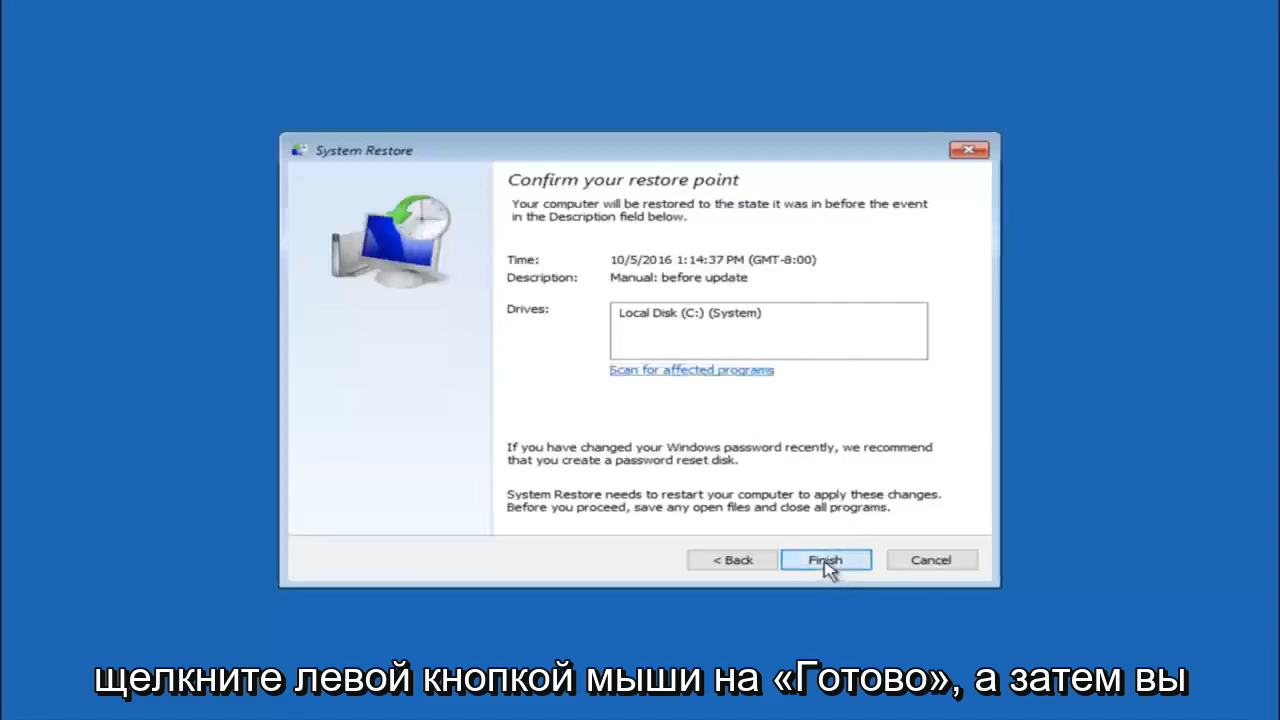 System Restore
Confirm your restore point
Your computer will be restored to the state it was in before the event
in the Description field below.
Time: 10/5/2016 1:14:37 PM (GMT-8:00)
Description: Manual: before update
Drives: Local Disk (C:) (System)
Scan for affected programs
If you have changed your Windows password recently, we recommend
that you create a password reset disk.
System Restore needs to restart your computer to apply these changes.
Before you proceed, save any open files and close all programs.
< Back Finish Cancel
щелкните левой кнопкой мыши на «Готово», а затем вы